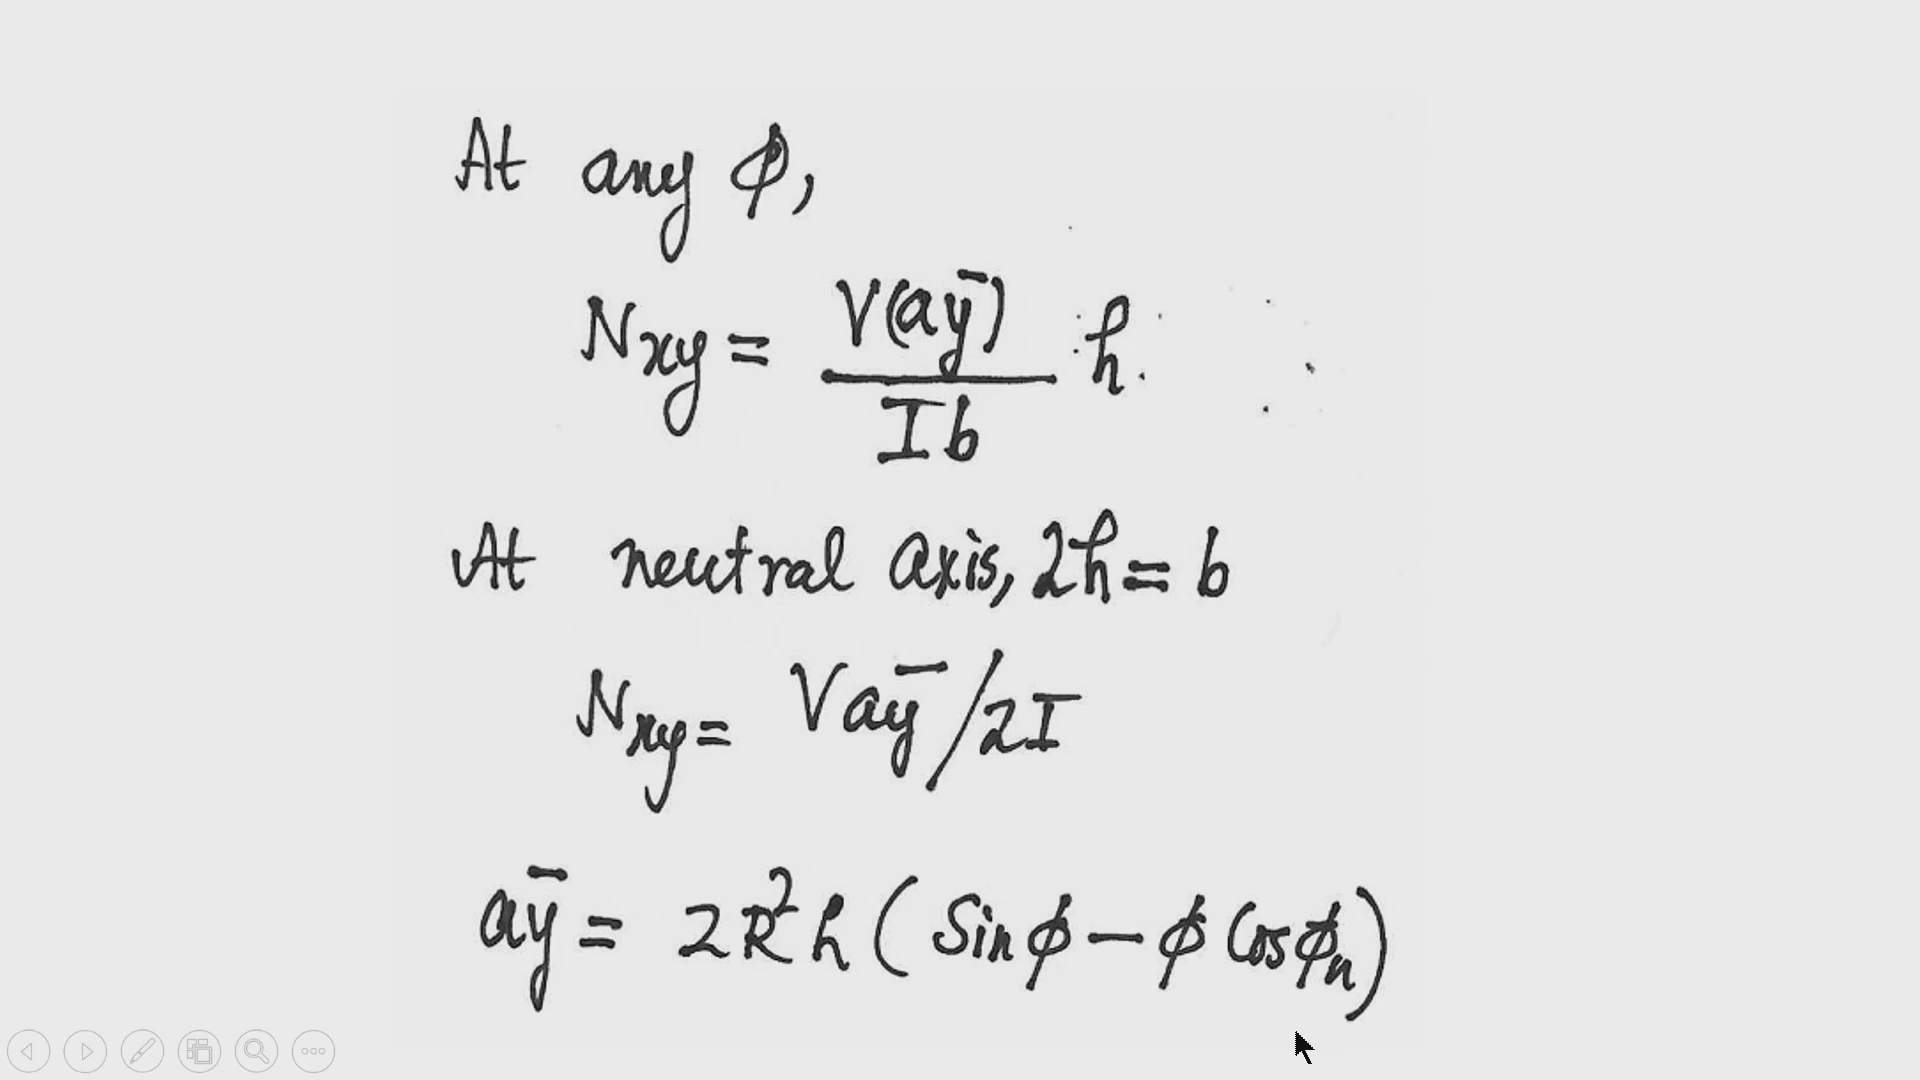 At any φ,
Nxy = V(aȳ) / Ib h.
At neutral axis, 2h = b
Nxy = Vaȳ/2I
aȳ = 2R²h (Sinφ − φ Cosφn)